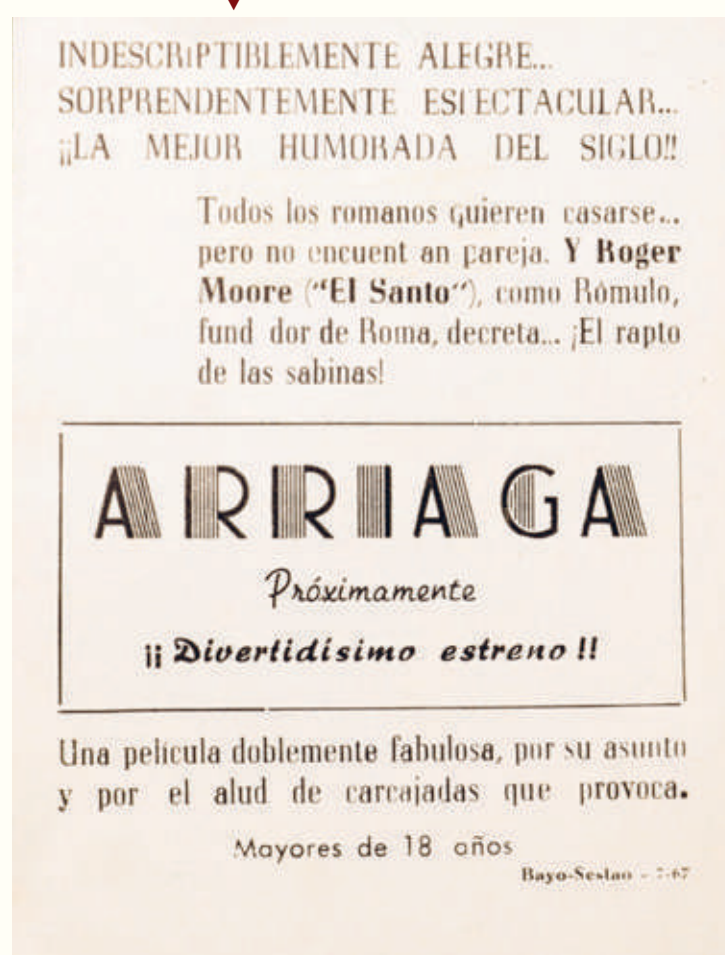 INDESCRIPTIBLEMENTE ALEGRE...
SORPRENDENTEMENTE ESPECTACULAR...
¡¡LA MEJOR HUMORADA DEL SIGLO!!
Todos los romanos quieren casarse...
pero no encuent an pareja. Y Roger
Moore ("El Santo"), como Rómulo,
fund dor de Roma, decreta... ¡El rapto
de las sabinas!
ARRIAGA
Próximamente
¡¡ Divertidísimo estreno !!
Una película doblemente fabulosa, por su asunto
y por el alud de carcajadas que provoca.
Mayores de 18 años
Bayo-Sestao -